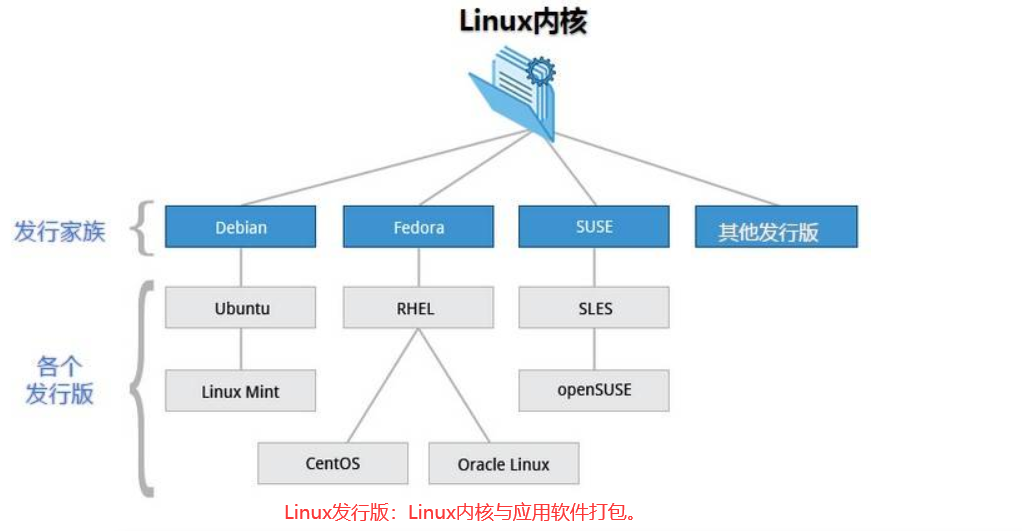 Linux内核
发行家族
Debian
Fedora
SUSE
其他发行版
各个
发行版
Ubuntu
RHEL
SLES
Linux Mint
openSUSE
CentOS
Oracle Linux
Linux发行版：Linux内核与应用软件打包。